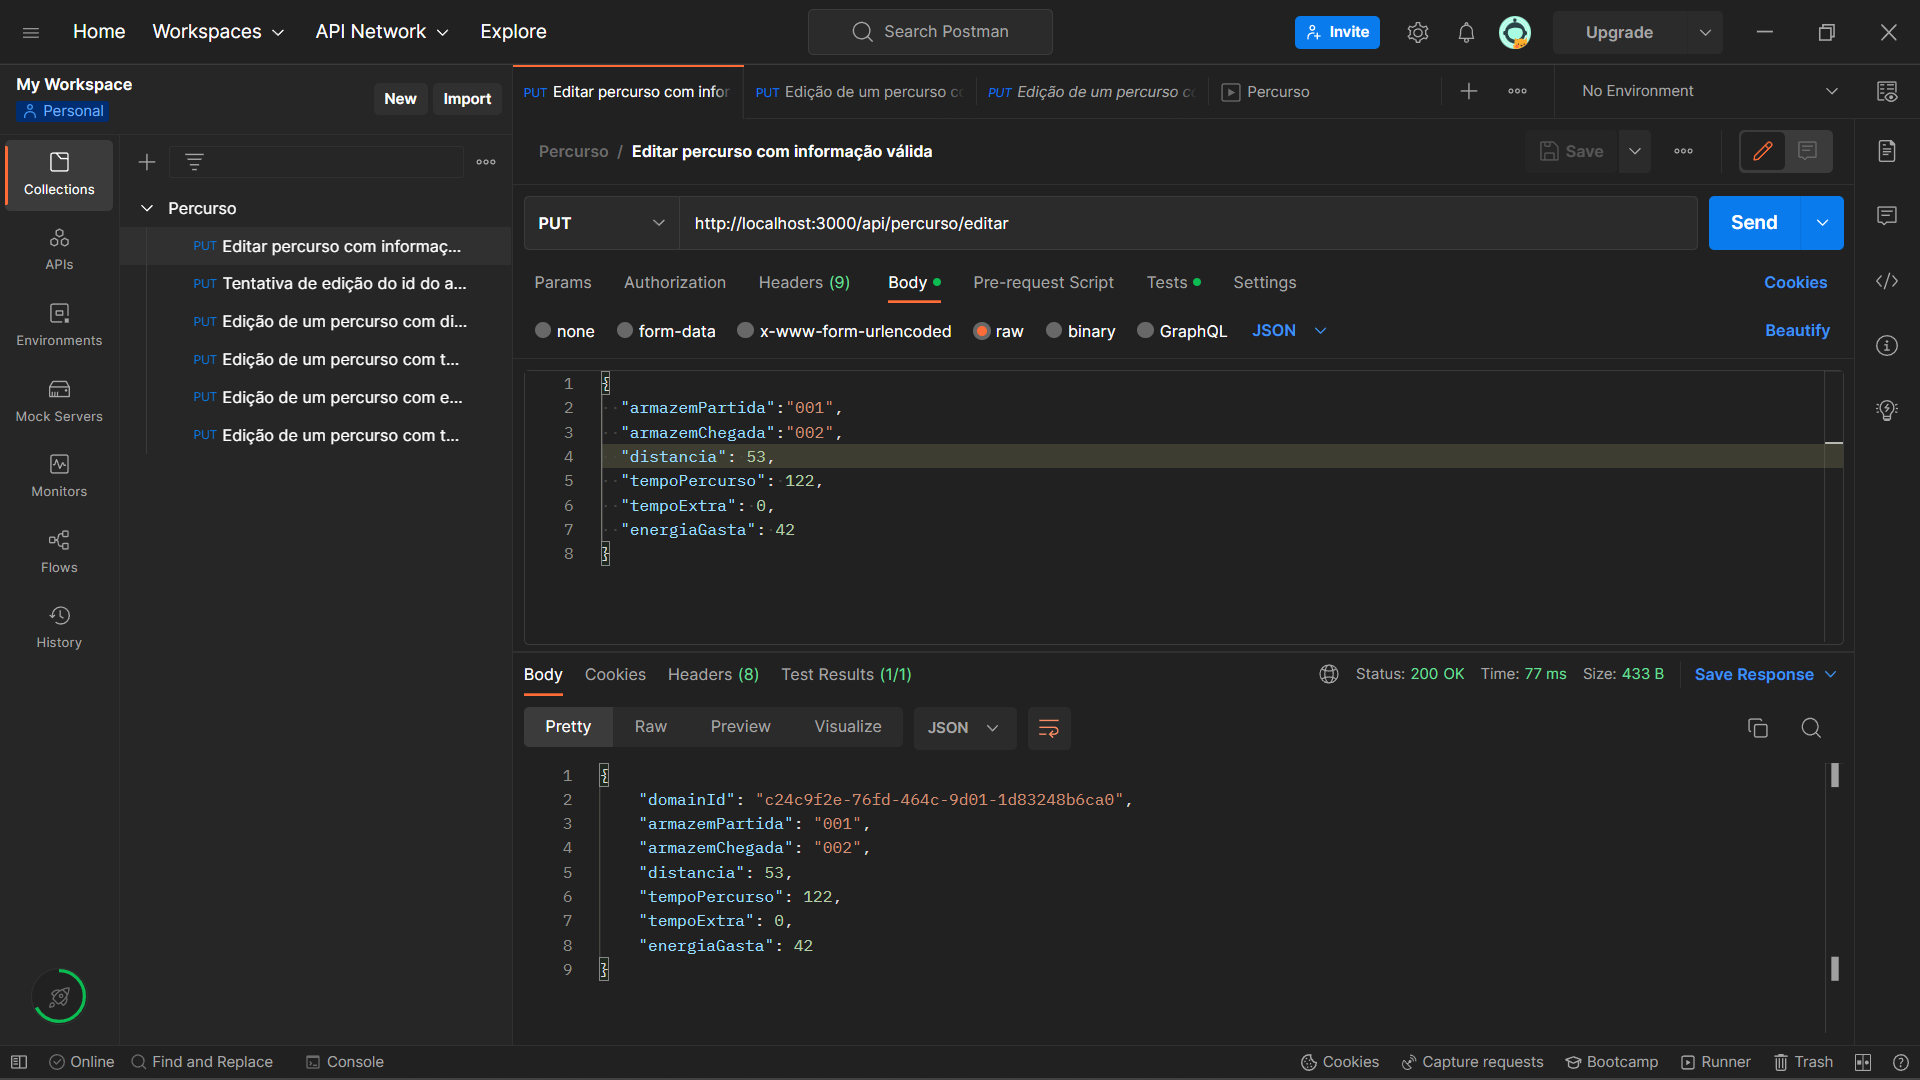 Home Workspaces API Network Explore Search Postman Invite Upgrade
My Workspace
Personal
New Import
PUT Editar percurso com infor PUT Edição de um percurso c PUT Edição de um percurso c Percurso No Environment
Percurso / Editar percurso com informação válida Save
Collections
APIs
Environments
Mock Servers
Monitors
Flows
History
Percurso
PUT Editar percurso com informaç...
PUT Tentativa de edição do id do a...
PUT Edição de um percurso com di...
PUT Edição de um percurso com t...
PUT Edição de um percurso com e...
PUT Edição de um percurso com t...
PUT http://localhost:3000/api/percurso/editar Send
Params Authorization Headers (9) Body Pre-request Script Tests Settings Cookies
none form-data x-www-form-urlencoded raw binary GraphQL JSON Beautify
1 {
2 "armazemPartida":"001",
3 "armazemChegada":"002",
4 "distancia": 53,
5 "tempoPercurso": 122,
6 "tempoExtra": 0,
7 "energiaGasta": 42
8 }
Body Cookies Headers (8) Test Results (1/1) Status: 200 OK Time: 77 ms Size: 433 B Save Response
Pretty Raw Preview Visualize JSON
1 {
2 "domainId": "c24c9f2e-76fd-464c-9d01-1d83248b6ca0",
3 "armazemPartida": "001",
4 "armazemChegada": "002",
5 "distancia": 53,
6 "tempoPercurso": 122,
7 "tempoExtra": 0,
8 "energiaGasta": 42
9 }
Online Find and Replace Console Cookies Capture requests Bootcamp Runner Trash